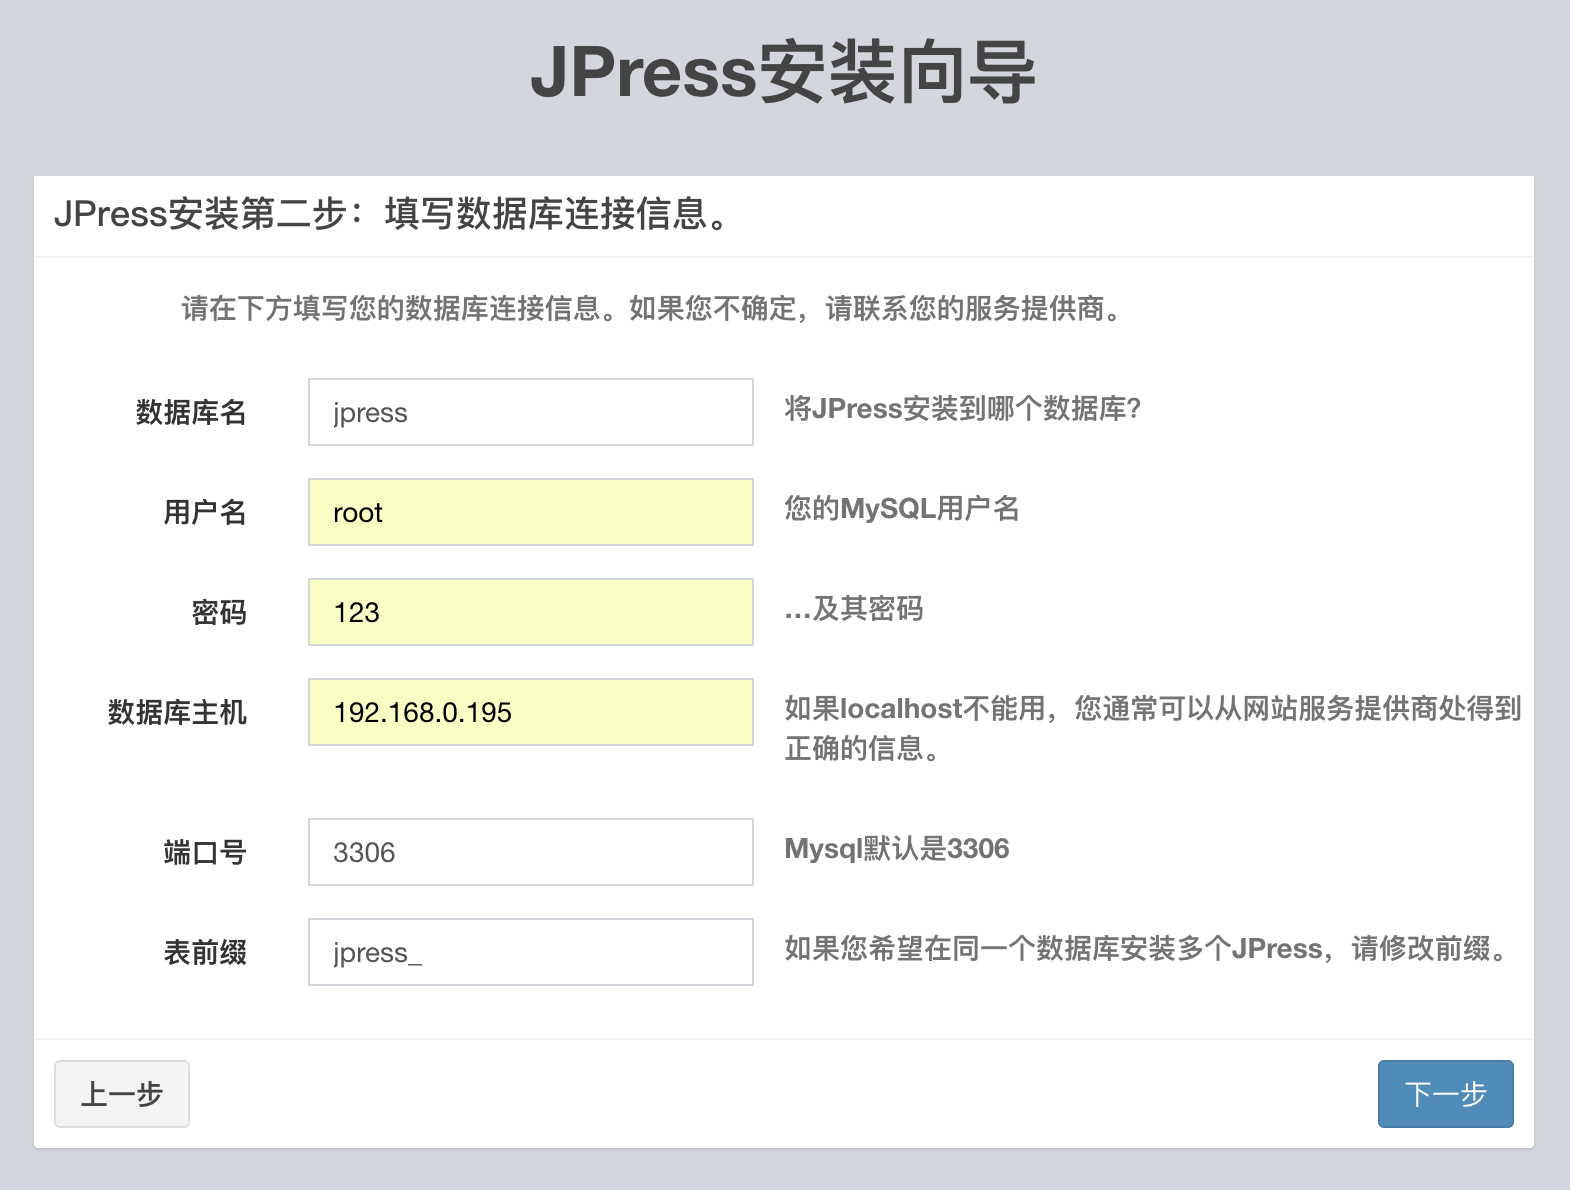 JPress安装向导
JPress安装第二步：填写数据库连接信息。
请在下方填写您的数据库连接信息。如果您不确定，请联系您的服务提供商。
数据库名 jpress 将JPress安装到哪个数据库？
用户名 root 您的MySQL用户名
密码 123 …及其密码
数据库主机 192.168.0.195 如果localhost不能用，您通常可以从网站服务提供商处得到
正确的信息。
端口号 3306 Mysql默认是3306
表前缀 jpress_ 如果您希望在同一个数据库安装多个JPress，请修改前缀。
上一步 下一步